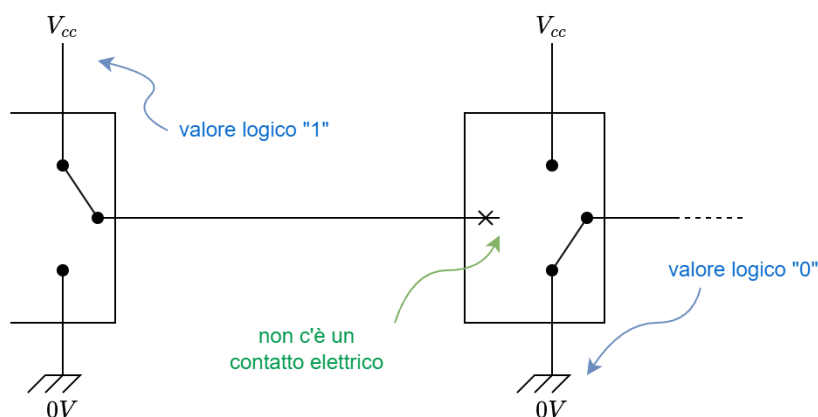 Vcc
Vcc
valore logico "1"
valore logico "0"
non c'è un
contatto elettrico
0V
0V